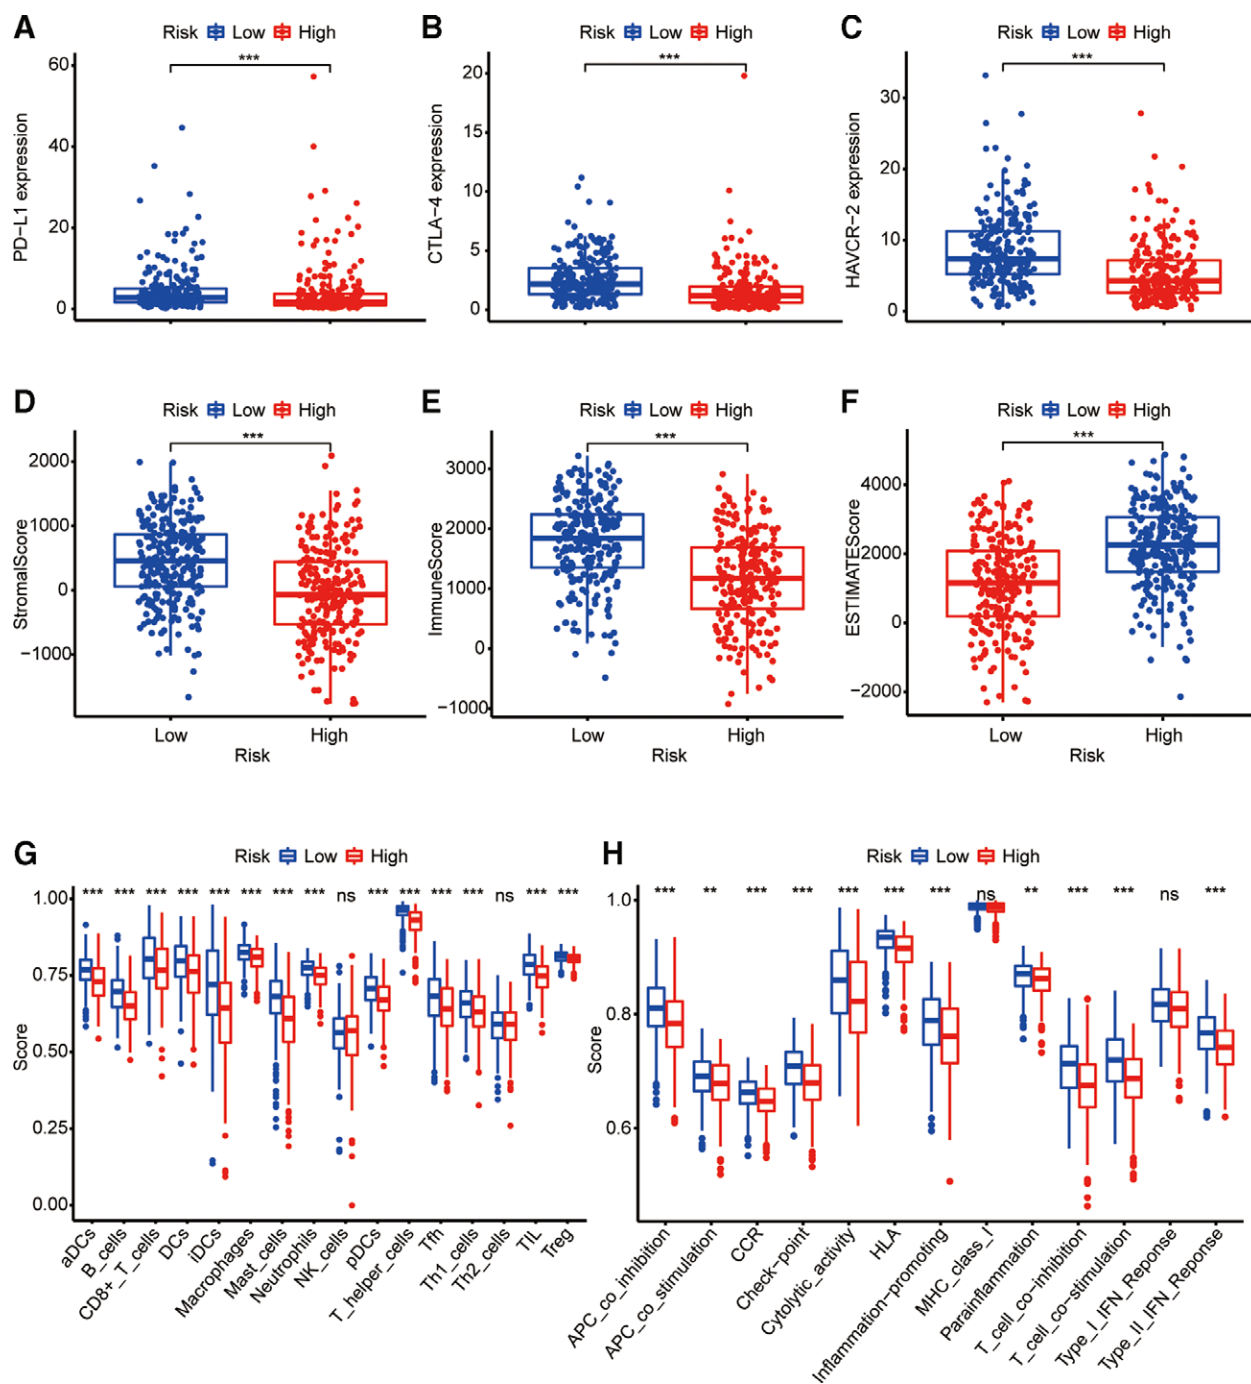 A
Risk Low High
60
40
20
0
PD-L1 expression
***
B
Risk Low High
20
15
10
5
0
CTLA-4 expression
***
C
Risk Low High
30
20
10
0
HAVCR-2 expression
***
D
Risk Low High
2000
1000
0
-1000
StromalScore
***
Low High
Risk
E
Risk Low High
3000
2000
1000
0
-1000
ImmuneScore
***
Low High
Risk
F
Risk Low High
4000
2000
0
-2000
ESTIMATEScore
***
Low High
Risk
G
Risk Low High
*** *** *** *** *** *** *** *** ns *** *** *** *** ns *** ***
1.00
0.75
0.50
0.25
0.00
Score
aDCs
B_cells
CD8+_T_cells
DCs
iDCs
Macrophages
Mast_cells
Neutrophils
NK_cells
pDCs
T_helper_cells
Tfh
Th1_cells
Th2_cells
TIL
Treg
H
Risk Low High
*** ** *** *** *** *** *** ns ** *** *** ns ***
1.0
0.8
0.6
Score
APC_co_inhibition
APC_co_stimulation
CCR
Check-point
Cytolytic_activity
HLA
Inflammation-promoting
MHC_class_I
Parainflammation
T_cell_co-inhibition
T_cell_co-stimulation
Type_I_IFN_Reponse
Type_II_IFN_Reponse